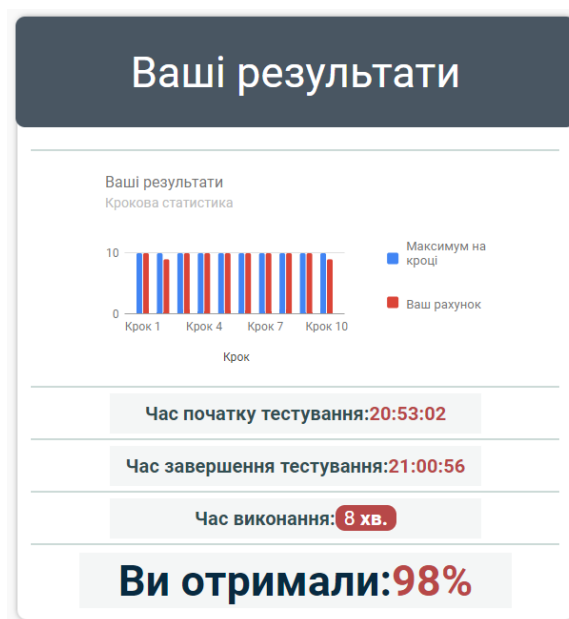 Ваші результати
Ваші результати
Крокова статистика
10
0
Крок 1 Крок 4 Крок 7 Крок 10
Крок
Максимум на
кроці
Ваш рахунок
Час початку тестування:20:53:02
Час завершення тестування:21:00:56
Час виконання:8 хв.
Ви отримали:98%